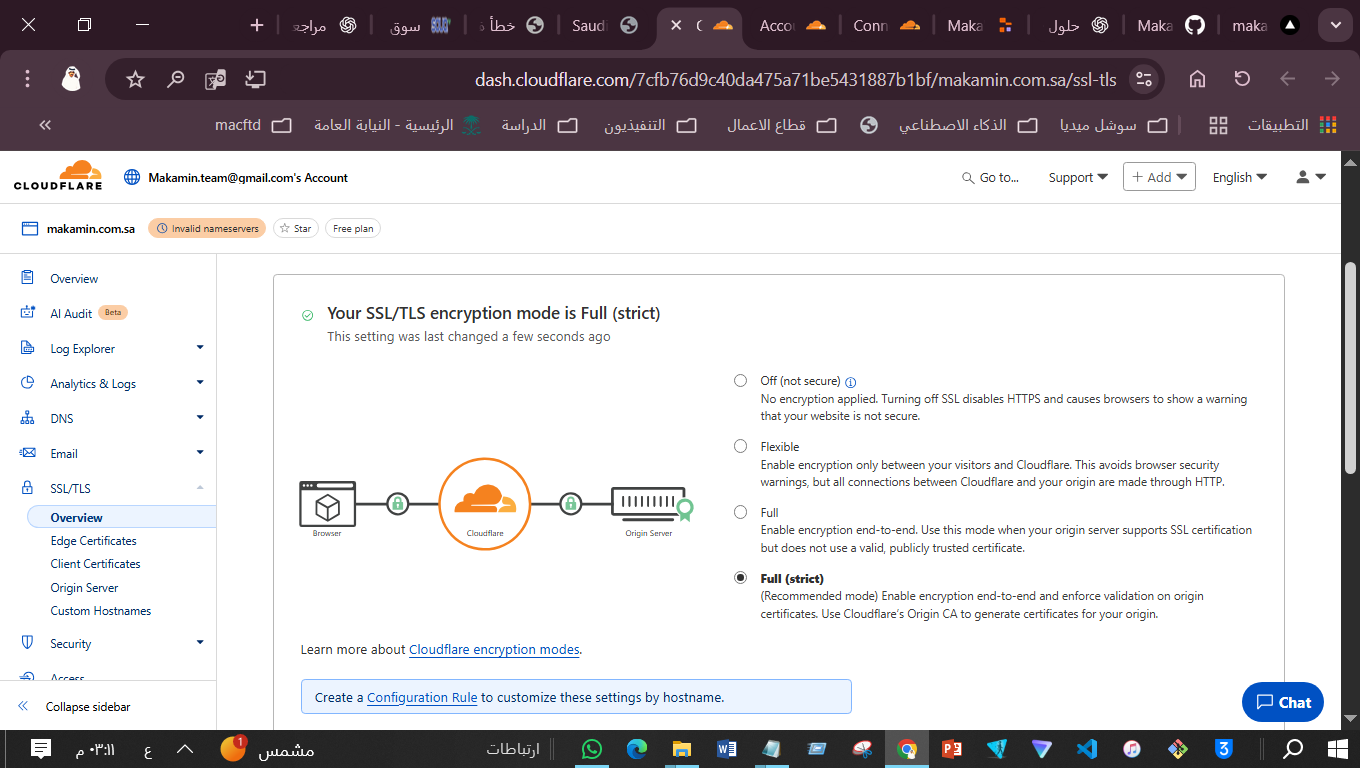 مراجع
سوق
خطأ
Saudi
C
Acco
Conn
Maka
حلول
Maka
maka
dash.cloudflare.com/7cfb76d9c40da475a71be5431887b1bf/makamin.com.sa/ssl-tls
التطبيقات
سوشل ميديا
الذكاء الاصطناعي
قطاع الاعمال
التنفيذيون
الدراسة
الرئيسية - النيابة العامة
macftd
CLOUDFLARE
Makamin.team@gmail.com's Account
Go to...
Support
+ Add
English
makamin.com.sa
Invalid nameservers
Star
Free plan
Overview
AI Audit Beta
Log Explorer
Analytics & Logs
DNS
Email
SSL/TLS
Overview
Edge Certificates
Client Certificates
Origin Server
Custom Hostnames
Security
Access
Collapse sidebar
Your SSL/TLS encryption mode is Full (strict)
This setting was last changed a few seconds ago
Browser
Cloudflare
Origin Server
Off (not secure)
No encryption applied. Turning off SSL disables HTTPS and causes browsers to show a warning
that your website is not secure.
Flexible
Enable encryption only between your visitors and Cloudflare. This avoids browser security
warnings, but all connections between Cloudflare and your origin are made through HTTP.
Full
Enable encryption end-to-end. Use this mode when your origin server supports SSL certification
but does not use a valid, publicly trusted certificate.
Full (strict)
(Recommended mode) Enable encryption end-to-end and enforce validation on origin
certificates. Use Cloudflare's Origin CA to generate certificates for your origin.
Learn more about Cloudflare encryption modes.
Create a Configuration Rule to customize these settings by hostname.
Chat
٠٣:١١ م
ع
1
مشمس
ارتباطات